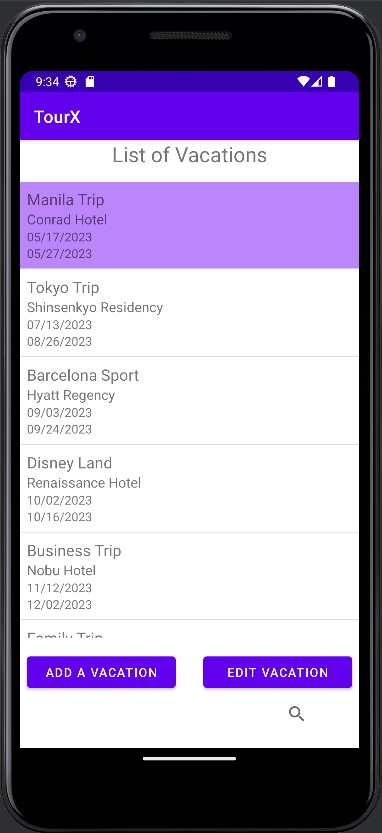 9:34
TourX
List of Vacations
Manila Trip
Conrad Hotel
05/17/2023
05/27/2023
Tokyo Trip
Shinsenkyo Residency
07/13/2023
08/26/2023
Barcelona Sport
Hyatt Regency
09/03/2023
09/24/2023
Disney Land
Renaissance Hotel
10/02/2023
10/16/2023
Business Trip
Nobu Hotel
11/12/2023
12/02/2023
Family Trip
ADD A VACATION
EDIT VACATION